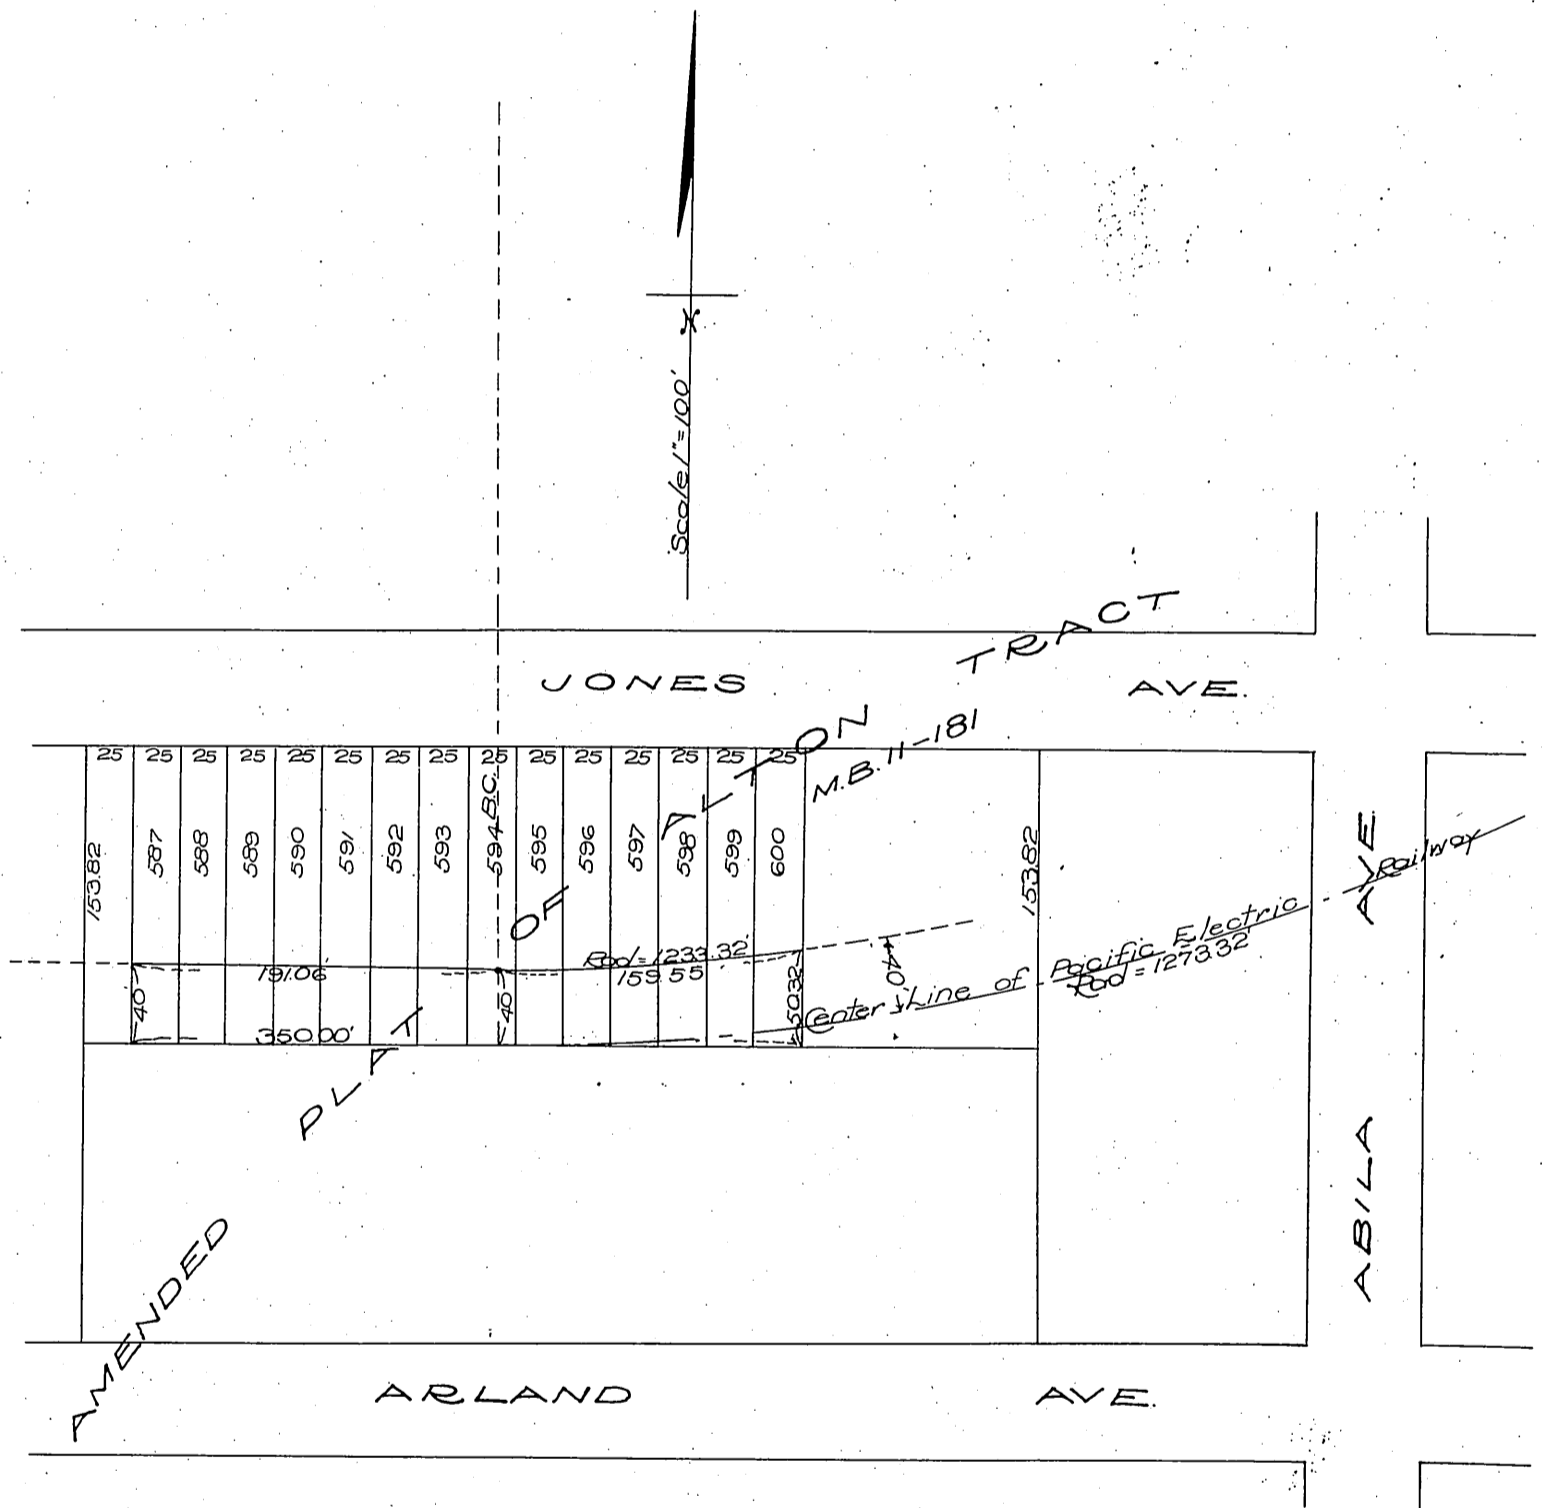 Scale 1"=100'
JONES AVE.
AMENDED PLAT OF ALTON TRACT
M.B. 11-181
25 25 25 25 25 25 25 25 25 25 25 25 25 25 25
153.82
587
588
589
590
591
592
593
594 B.C.
595
596
597
598
599
600
153.82
Rad=1233.32'
191.06'
159.55'
40'
40'
50.32
40'
350.00'
Center Line of Pacific Electric Railway
Rad=1273.32'
ABILA AVE
ARLAND AVE.